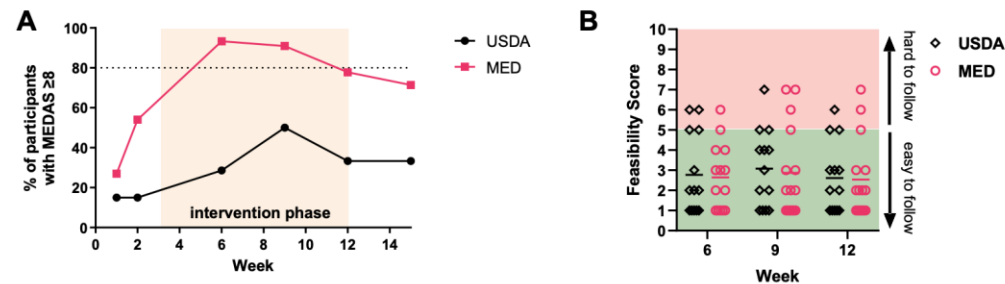 A
% of participants
with MEDAS ≥8
100
80
60
40
20
0
intervention phase
0 2 4 6 8 10 12 14
Week
USDA
MED
B
Feasibility Score
10
9
8
7
6
5
4
3
2
1
0
6 9 12
Week
hard to follow
easy to follow
USDA
MED